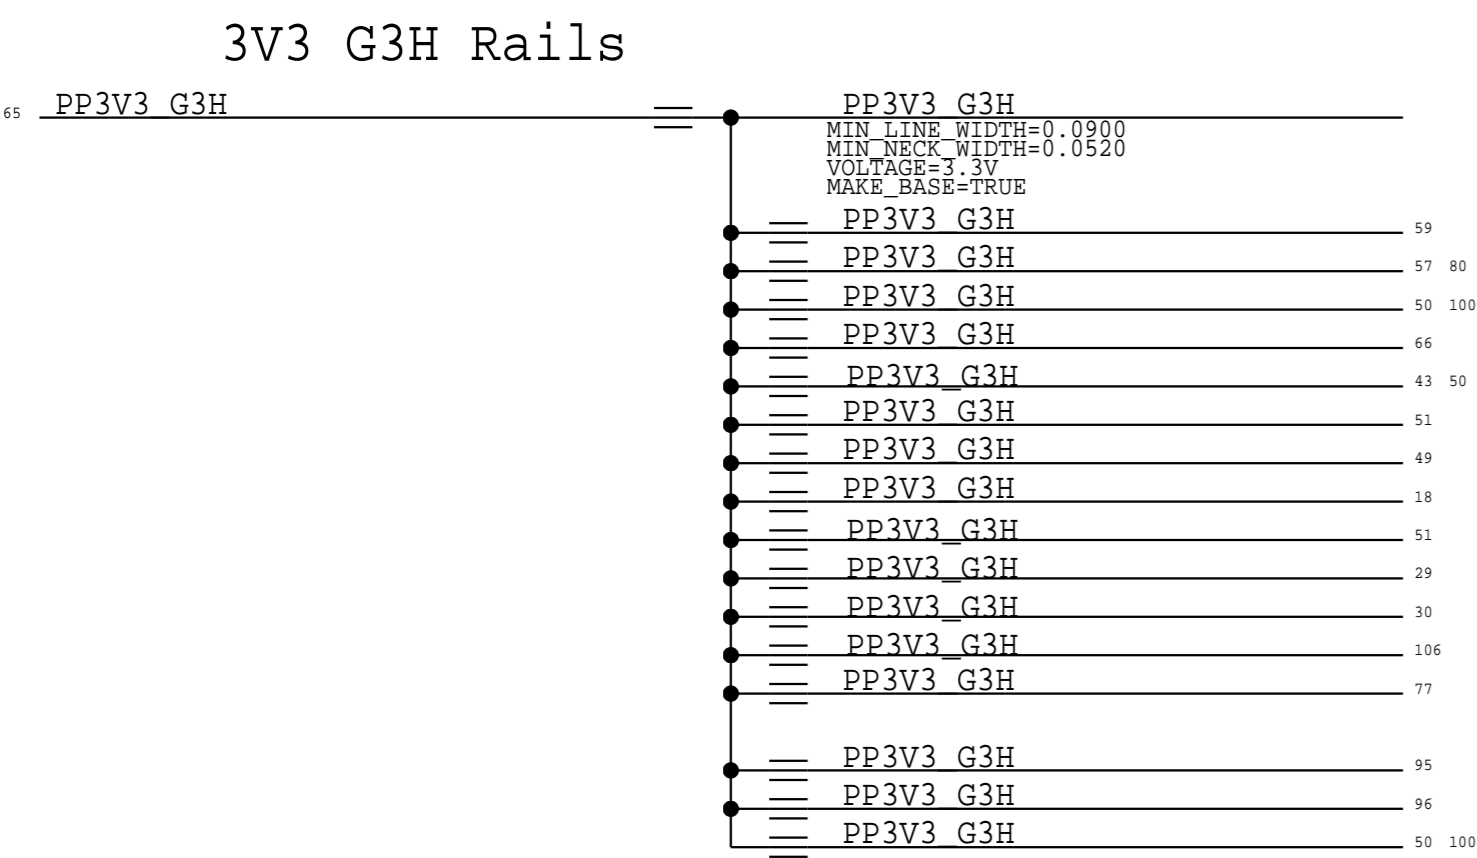 3V3 G3H Rails
65 PP3V3_G3H PP3V3_G3H
MIN_LINE_WIDTH=0.0900
MIN_NECK_WIDTH=0.0520
VOLTAGE=3.3V
MAKE_BASE=TRUE
PP3V3_G3H 59
PP3V3_G3H 57 80
PP3V3_G3H 50 100
PP3V3_G3H 66
PP3V3_G3H 43 50
PP3V3_G3H 51
PP3V3_G3H 49
PP3V3_G3H 18
PP3V3_G3H 51
PP3V3_G3H 29
PP3V3_G3H 30
PP3V3_G3H 106
PP3V3_G3H 77
PP3V3_G3H 95
PP3V3_G3H 96
PP3V3_G3H 50 100